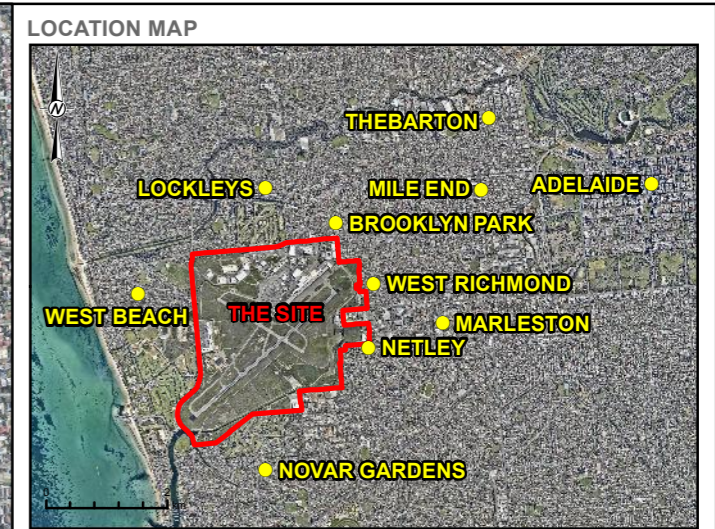 LOCATION MAP
N
THEBARTON
LOCKLEYS
MILE END
ADELAIDE
BROOKLYN PARK
WEST RICHMOND
WEST BEACH
THE SITE
MARLESTON
NETLEY
NOVAR GARDENS